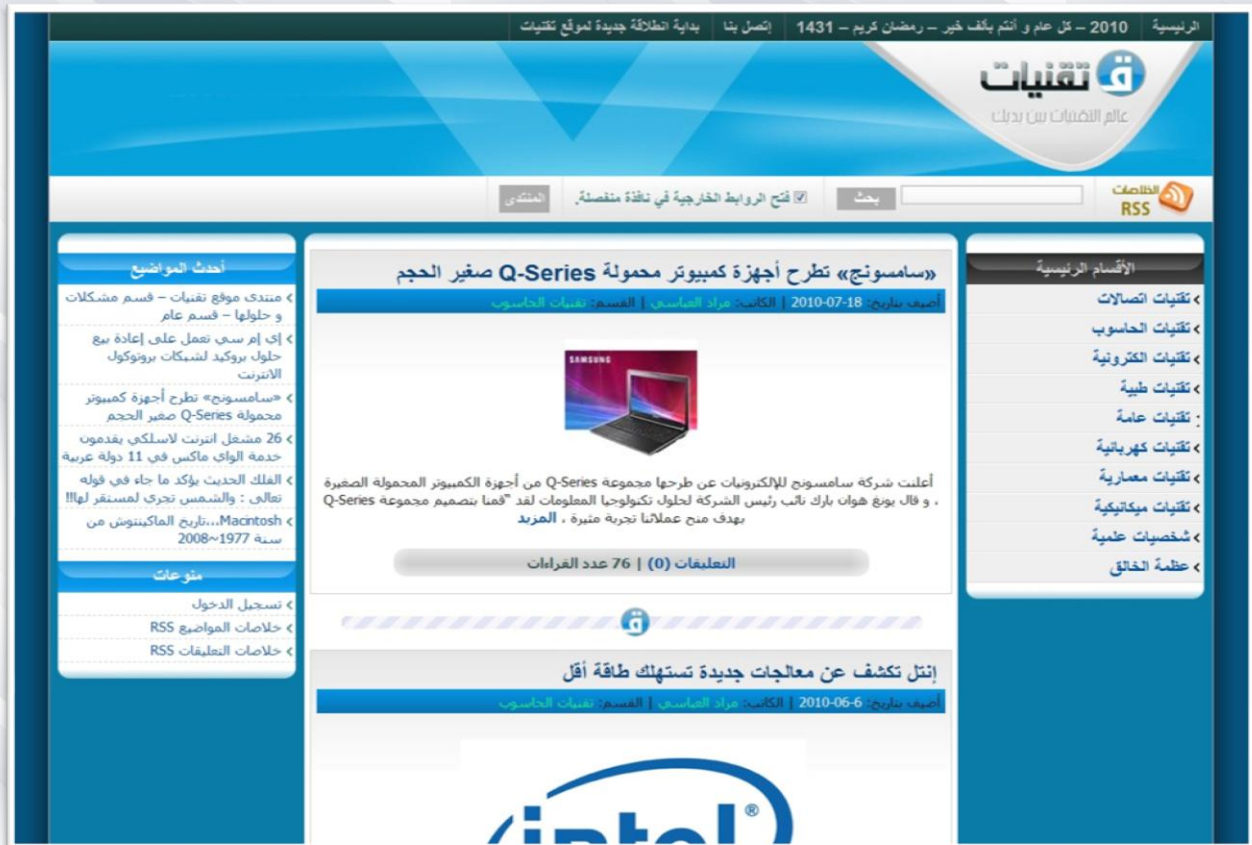 الرئيسية
2010 – كل عام و أنتم بألف خير – رمضان كريم – 1431
إتصل بنا
بداية انطلاقة جديدة لموقع تقنيات
ق تقنيات
عالم التقنيات بين يديك
الخلاصات
RSS
بحث
فتح الروابط الخارجية في نافذة منفصلة.
المنتدى
الأقسام الرئيسية
تقنيات اتصالات
تقنيات الحاسوب
تقنيات الكترونية
تقنيات طبية
تقنيات عامة
تقنيات كهربائية
تقنيات معمارية
تقنيات ميكانيكية
شخصيات علمية
عظمة الخالق
«سامسونج» تطرح أجهزة كمبيوتر محمولة Q-Series صغير الحجم
أضيف بتاريخ: 18-07-2010 | الكاتب: مراد العباسي | القسم: تقنيات الحاسوب
SAMSUNG
أعلنت شركة سامسونج للإلكترونيات عن طرحها مجموعة Q-Series من أجهزة الكمبيوتر المحمولة الصغيرة
، و قال يونغ هوان بارك نائب رئيس الشركة لحلول تكنولوجيا المعلومات لقد "قمنا بتصميم مجموعة Q-Series
بهدف منح عملائنا تجربة مثيرة ، المزيد
التعليقات (0) | 76 عدد القراءات
ق
إنتل تكشف عن معالجات جديدة تستهلك طاقة أقل
أضيف بتاريخ: 6-06-2010 | الكاتب: مراد العباسي | القسم: تقنيات الحاسوب
intel®
أحدث المواضيع
منتدى موقع تقنيات – قسم مشكلات
و حلولها – قسم عام
إي إم سي تعمل على إعادة بيع
حلول بروكيد لشبكات بروتوكول
الانترنت
«سامسونج» تطرح أجهزة كمبيوتر
محمولة Q-Series صغير الحجم
26 مشغل انترنت لاسلكي يقدمون
خدمة الواي ماكس في 11 دولة عربية
الفلك الحديث يؤكد ما جاء في قوله
تعالى : والشمس تجري لمستقر لها!!
Macintosh...تاريخ الماكينتوش من
سنة 1977~2008
منوعات
تسجيل الدخول
خلاصات المواضيع RSS
خلاصات التعليقات RSS